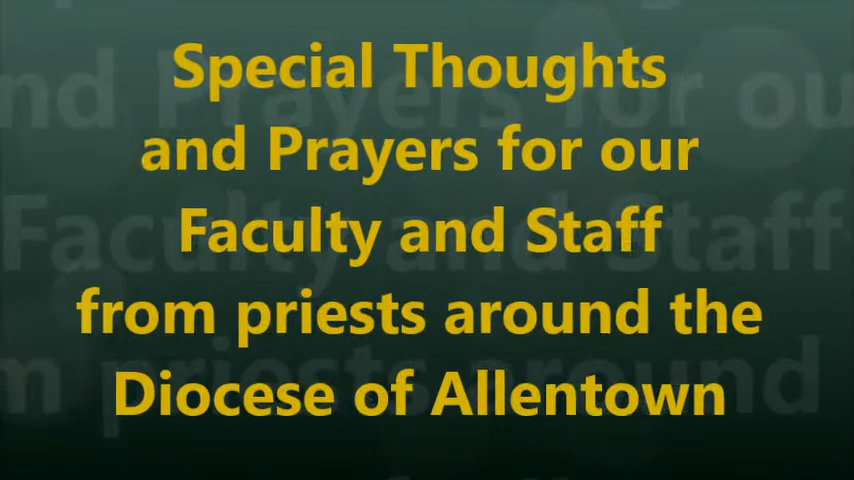 Special Thoughts
and Prayers for our
Faculty and Staff
from priests around the
Diocese of Allentown